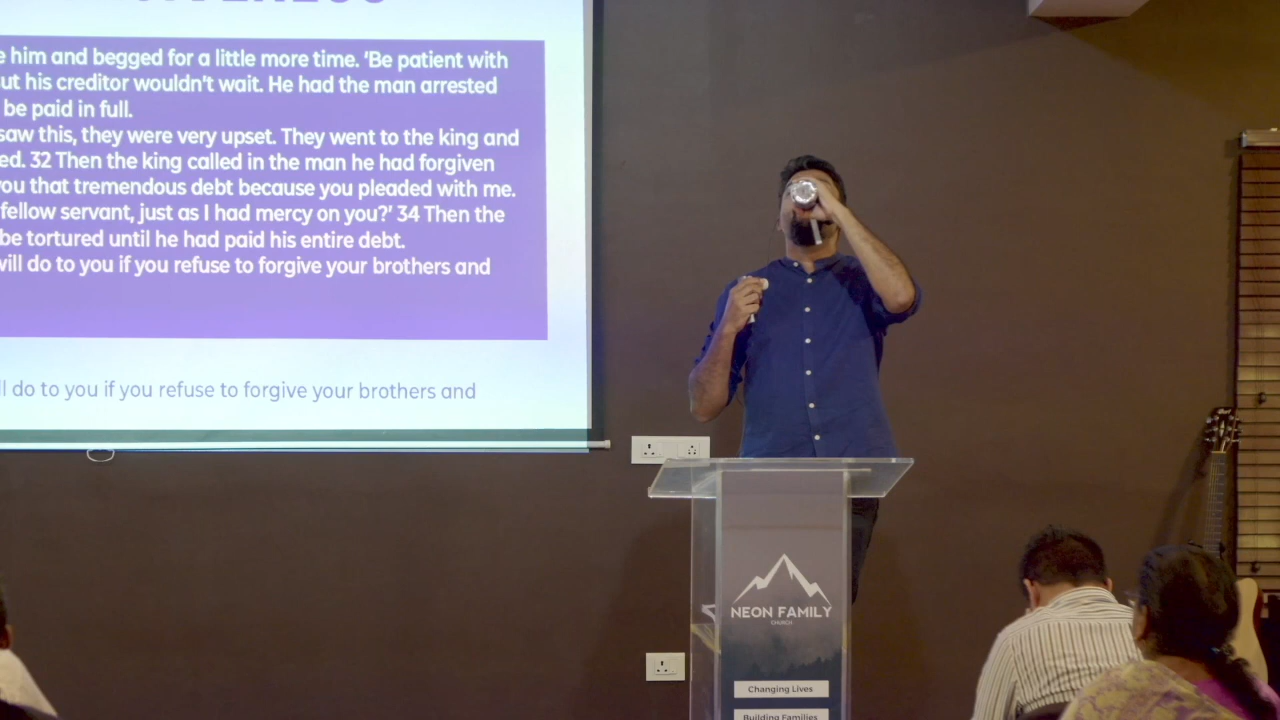 e him and begged for a little more time. ‘Be patient with
ut his creditor wouldn’t wait. He had the man arrested
be paid in full.
saw this, they were very upset. They went to the king and
ed. 32 Then the king called in the man he had forgiven
you that tremendous debt because you pleaded with me.
fellow servant, just as I had mercy on you?’ 34 Then the
be tortured until he had paid his entire debt.
will do to you if you refuse to forgive your brothers and
ll do to you if you refuse to forgive your brothers and
NEON FAMILY
CHURCH
Changing Lives
Building Families
Cort